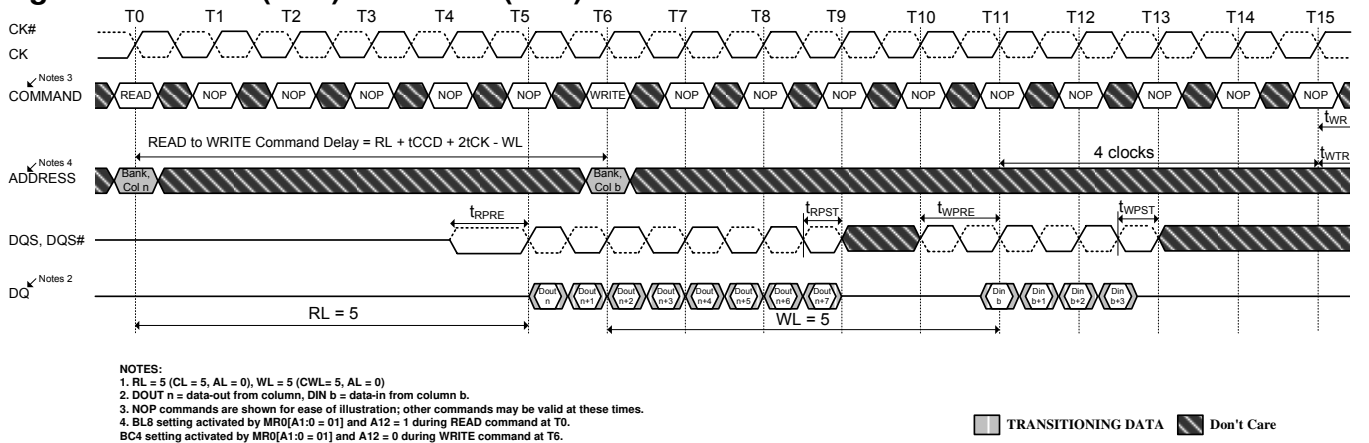 T0 T1 T2 T3 T4 T5 T6 T7 T8 T9 T10 T11 T12 T13 T14 T15
CK#
CK
Notes 3
COMMAND READ NOP NOP NOP NOP NOP WRITE NOP NOP NOP NOP NOP NOP NOP NOP NOP
tWR
READ to WRITE Command Delay = RL + tCCD + 2tCK - WL
4 clocks
tWTR
Notes 4
ADDRESS
Bank, Col n
Bank, Col b
tRPRE tRPST tWPRE tWPST
DQS, DQS#
Notes 2
DQ
Dout n
Dout n+1
Dout n+2
Dout n+3
Dout n+4
Dout n+5
Dout n+6
Dout n+7
Din b
Din b+1
Din b+2
Din b+3
RL = 5
WL = 5
NOTES:
1. RL = 5 (CL = 5, AL = 0), WL = 5 (CWL= 5, AL = 0)
2. DOUT n = data-out from column, DIN b = data-in from column b.
3. NOP commands are shown for ease of illustration; other commands may be valid at these times.
4. BL8 setting activated by MR0[A1:0 = 01] and A12 = 1 during READ command at T0.
BC4 setting activated by MR0[A1:0 = 01] and A12 = 0 during WRITE command at T6.
TRANSITIONING DATA
Don't Care